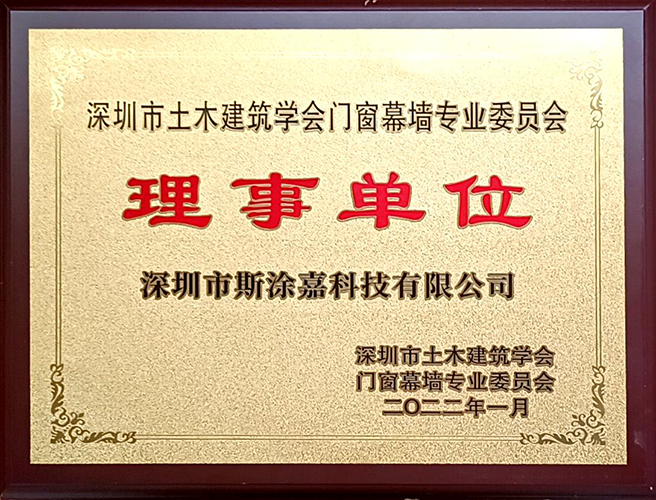 深圳市土木建筑学会门窗幕墙专业委员会
理事单位
深圳市斯涂嘉科技有限公司
深圳市土木建筑学会
门窗幕墙专业委员会
二〇二二年一月